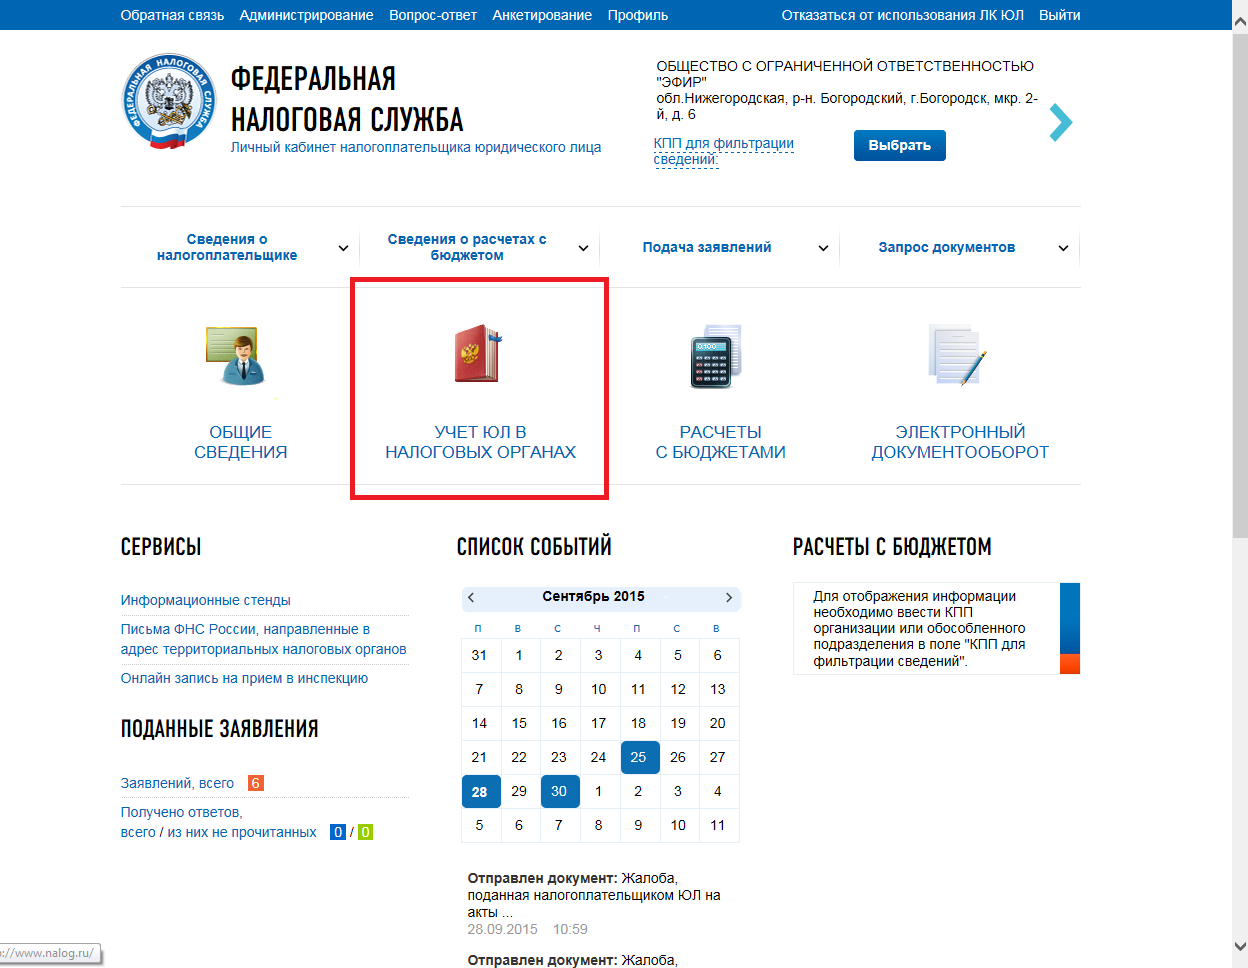 Обратная связь Администрирование Вопрос-ответ Анкетирование Профиль Отказаться от использования ЛК ЮЛ Выйти
ФЕДЕРАЛЬНАЯ НАЛОГОВАЯ СЛУЖБА
ФЕДЕРАЛЬНАЯ
НАЛОГОВАЯ СЛУЖБА
Личный кабинет налогоплательщика юридического лица
ОБЩЕСТВО С ОГРАНИЧЕННОЙ ОТВЕТСТВЕННОСТЬЮ
"ЭФИР"
обл.Нижегородская, р-н. Богородский, г.Богородск, мкр. 2-
й, д. 6
КПП для фильтрации
сведений:
Выбрать
Сведения о
налогоплательщике
Сведения о расчетах с
бюджетом
Подача заявлений
Запрос документов
ОБЩИЕ
СВЕДЕНИЯ
УЧЕТ ЮЛ В
НАЛОГОВЫХ ОРГАНАХ
0.100
РАСЧЕТЫ
С БЮДЖЕТАМИ
ЭЛЕКТРОННЫЙ
ДОКУМЕНТООБОРОТ
СЕРВИСЫ
Информационные стенды
Письма ФНС России, направленные в
адрес территориальных налоговых органов
Онлайн запись на прием в инспекцию
ПОДАННЫЕ ЗАЯВЛЕНИЯ
Заявлений, всего 6
Получено ответов,
всего / из них не прочитанных 0 / 0
СПИСОК СОБЫТИЙ
Сентябрь 2015
П В С Ч П С В
31 1 2 3 4 5 6
7 8 9 10 11 12 13
14 15 16 17 18 19 20
21 22 23 24 25 26 27
28 29 30 1 2 3 4
5 6 7 8 9 10 11
Отправлен документ: Жалоба,
поданная налогоплательщиком ЮЛ на
акты ...
28.09.2015 10:59
Отправлен документ: Жалоба,
РАСЧЕТЫ С БЮДЖЕТОМ
Для отображения информации
необходимо ввести КПП
организации или обособленного
подразделения в поле "КПП для
фильтрации сведений".
://www.nalog.ru/